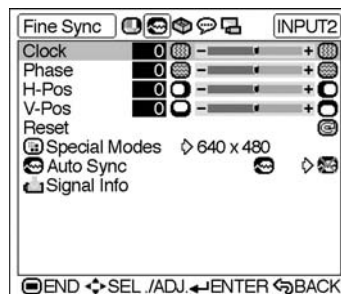 Fine Sync INPUT2
Clock 0 - +
Phase 0 - +
H-Pos 0 - +
V-Pos 0 - +
Reset
Special Modes 640 x 480
Auto Sync
Signal Info
END SEL./ADJ. ENTER BACK